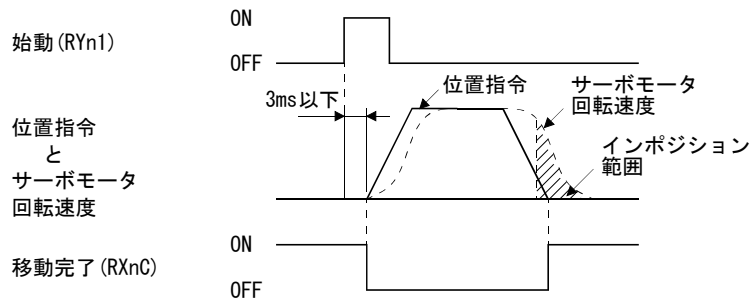 ON
始動(RYn1)
OFF
3ms以下
位置指令
サーボモータ
回転速度
位置指令
と
サーボモータ
回転速度
インポジション
範囲
ON
移動完了(RXnC)
OFF